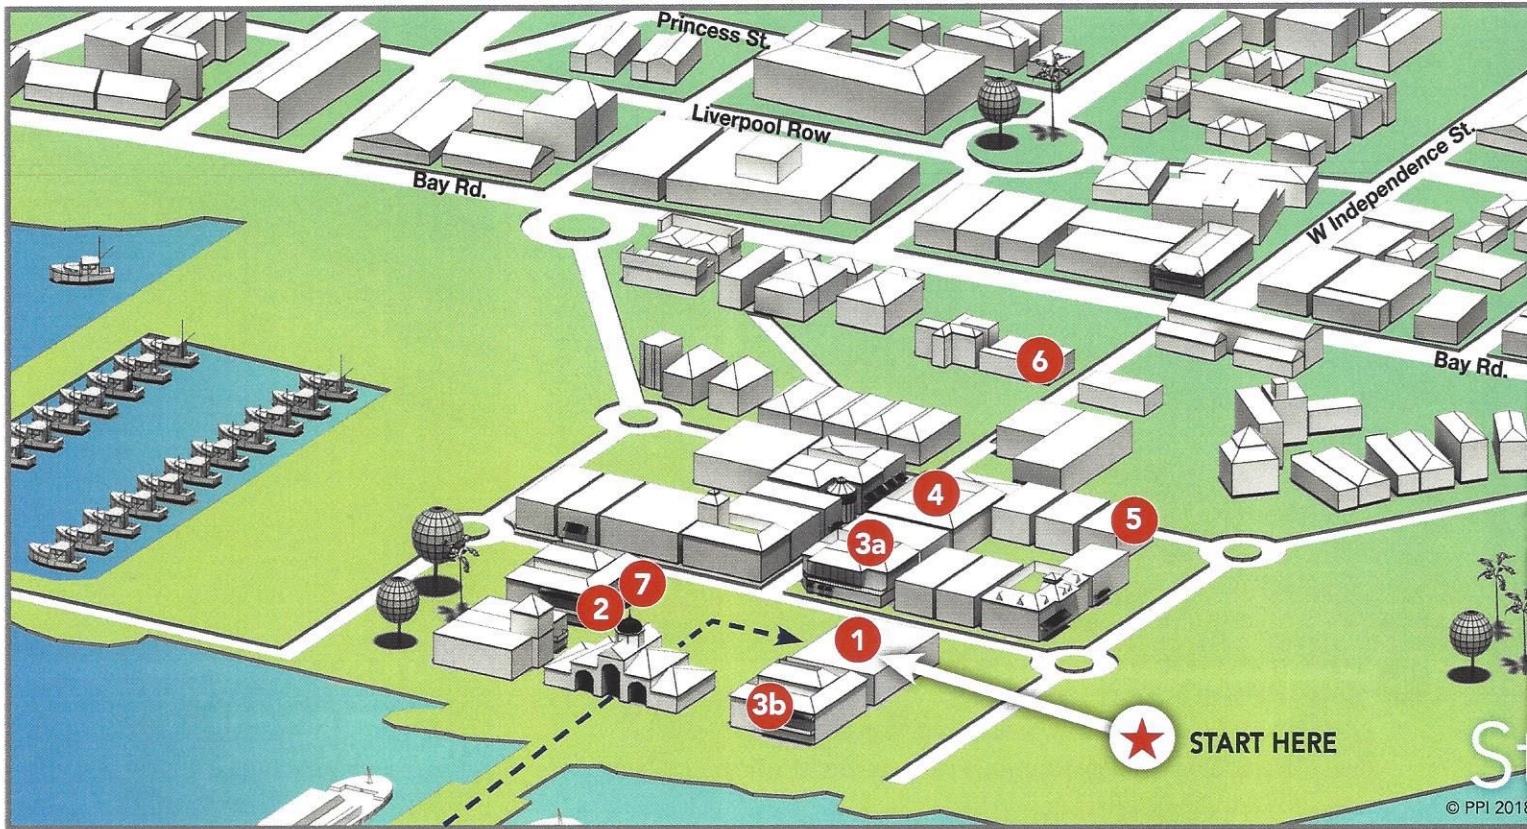 Princess St.
Liverpool Row
Bay Rd.
W Independence St.
Bay Rd.
6
4
5
3a
7
2
1
3b
START HERE
St
© PPI 2018